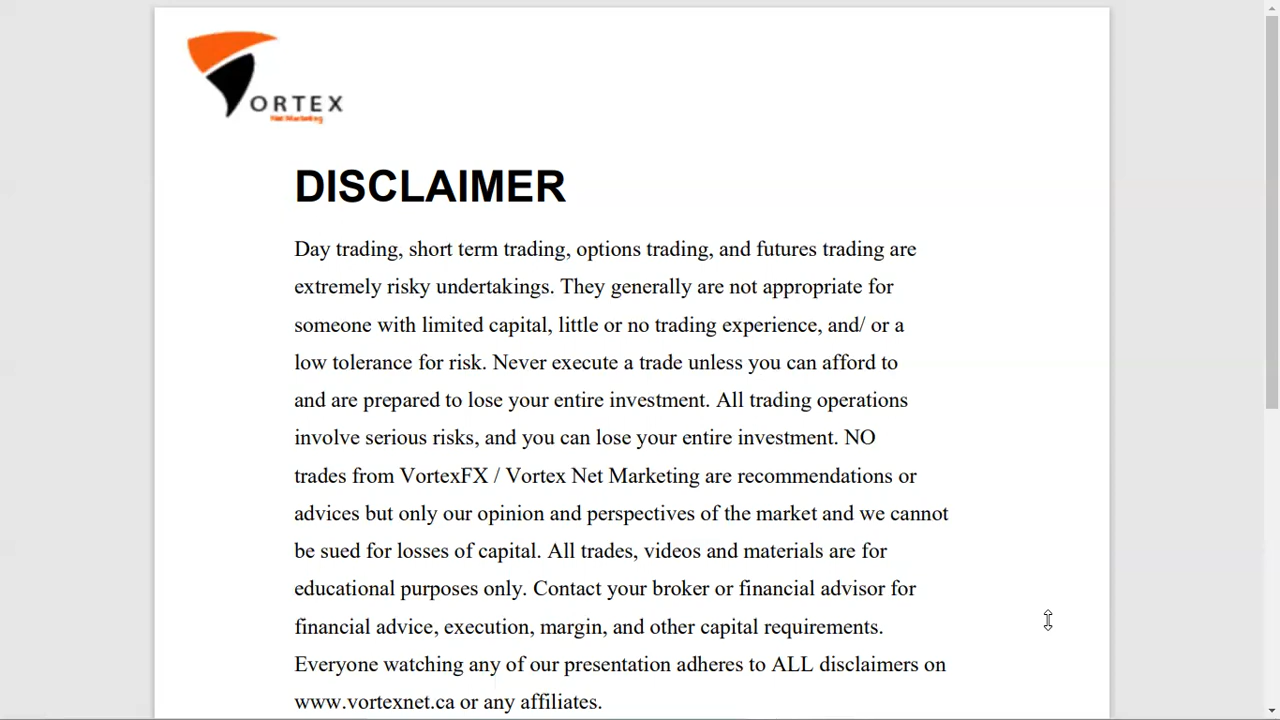 ORTEX
Net Marketing
DISCLAIMER
Day trading, short term trading, options trading, and futures trading are
extremely risky undertakings. They generally are not appropriate for
someone with limited capital, little or no trading experience, and/ or a
low tolerance for risk. Never execute a trade unless you can afford to
and are prepared to lose your entire investment. All trading operations
involve serious risks, and you can lose your entire investment. NO
trades from VortexFX / Vortex Net Marketing are recommendations or
advices but only our opinion and perspectives of the market and we cannot
be sued for losses of capital. All trades, videos and materials are for
educational purposes only. Contact your broker or financial advisor for
financial advice, execution, margin, and other capital requirements.
Everyone watching any of our presentation adheres to ALL disclaimers on
www.vortexnet.ca or any affiliates.